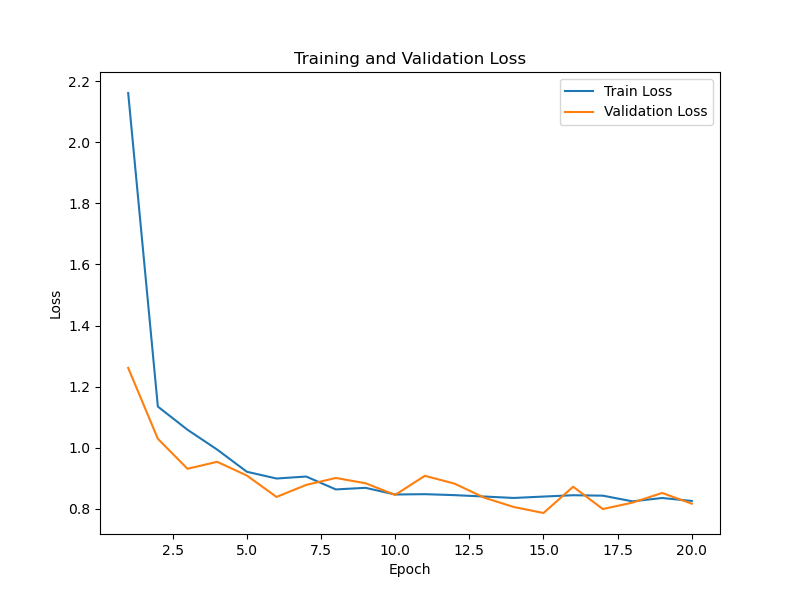 Training and Validation Loss
Train Loss
Validation Loss
2.2
2.0
1.8
1.6
1.4
1.2
1.0
0.8
Loss
2.5 5.0 7.5 10.0 12.5 15.0 17.5 20.0
Epoch